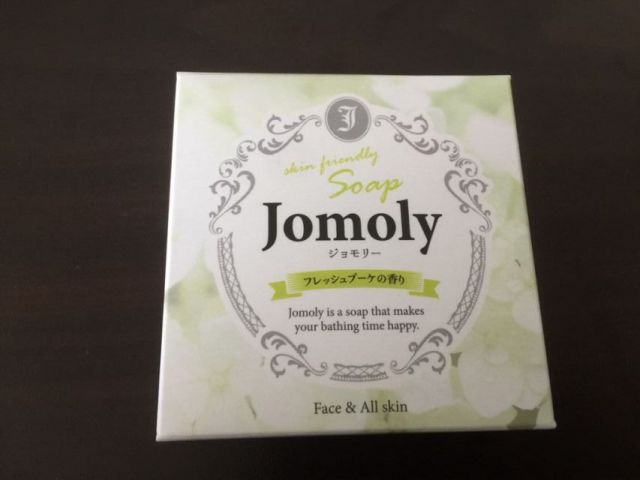 J
skin friendly
Soap
Jomoly
ジョモリー
フレッシュブーケの香り
Jomoly is a soap that makes
your bathing time happy.
Face & All skin